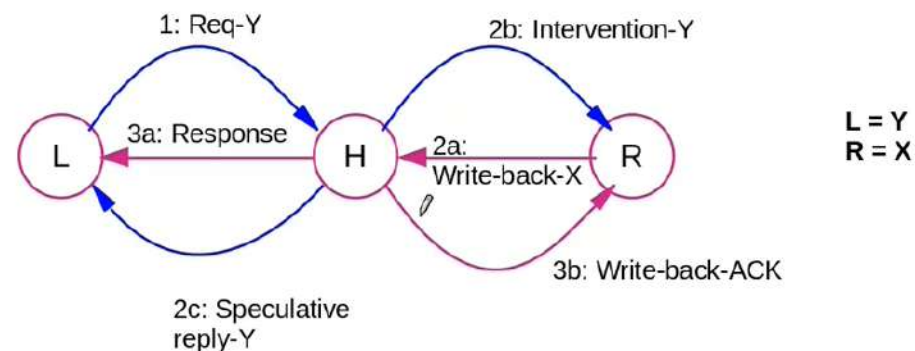 1: Req-Y
2b: Intervention-Y
3a: Response
L
H
2a:
Write-back-X
R
L = Y
R = X
3b: Write-back-ACK
2c: Speculative
reply-Y